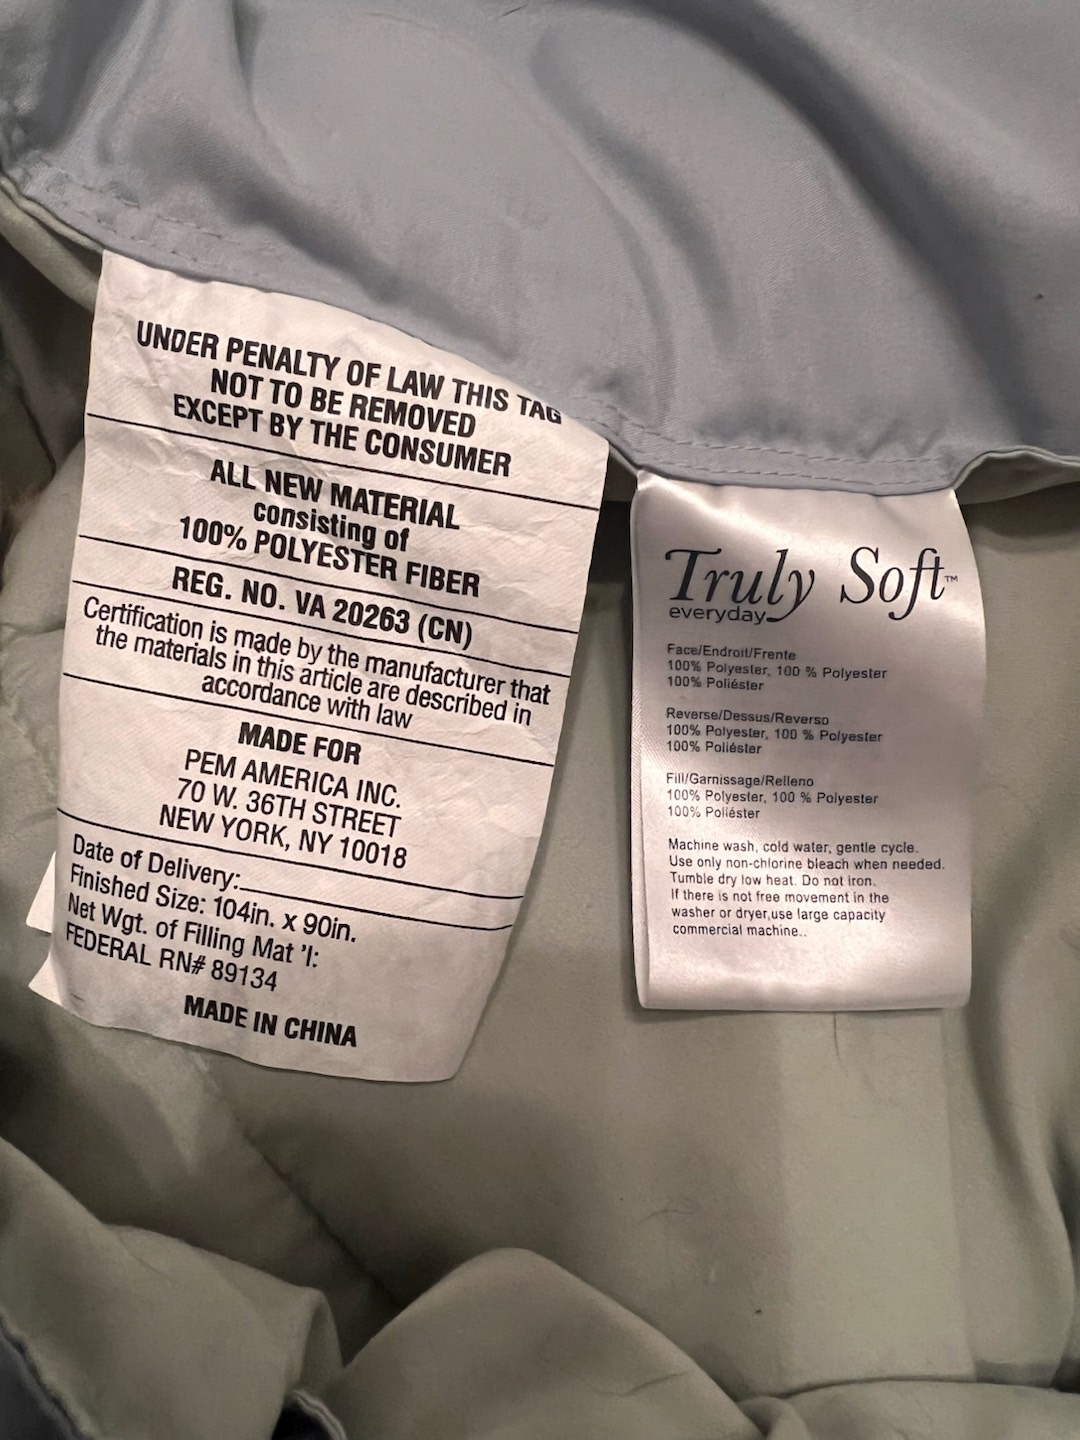 UNDER PENALTY OF LAW THIS TAG
NOT TO BE REMOVED
EXCEPT BY THE CONSUMER
ALL NEW MATERIAL
consisting of
100% POLYESTER FIBER
REG. NO. VA 20263 (CN)
Certification is made by the manufacturer that
the materials in this article are described in
accordance with law
MADE FOR
PEM AMERICA INC.
70 W. 36TH STREET
NEW YORK, NY 10018
Date of Delivery:
Finished Size: 104in. x 90in.
Net Wgt. of Filling Mat 'l:
FEDERAL RN# 89134
MADE IN CHINA
Truly Soft™
everyday
Face/Endroit/Frente
100% Polyester, 100 % Polyester
100% Poliéster
Reverse/Dessus/Reverso
100% Polyester, 100 % Polyester
100% Poliéster
Fill/Garnissage/Relleno
100% Polyester, 100 % Polyester
100% Poliéster
Machine wash, cold water, gentle cycle.
Use only non-chlorine bleach when needed.
Tumble dry low heat. Do not iron.
If there is not free movement in the
washer or dryer,use large capacity
commercial machine..